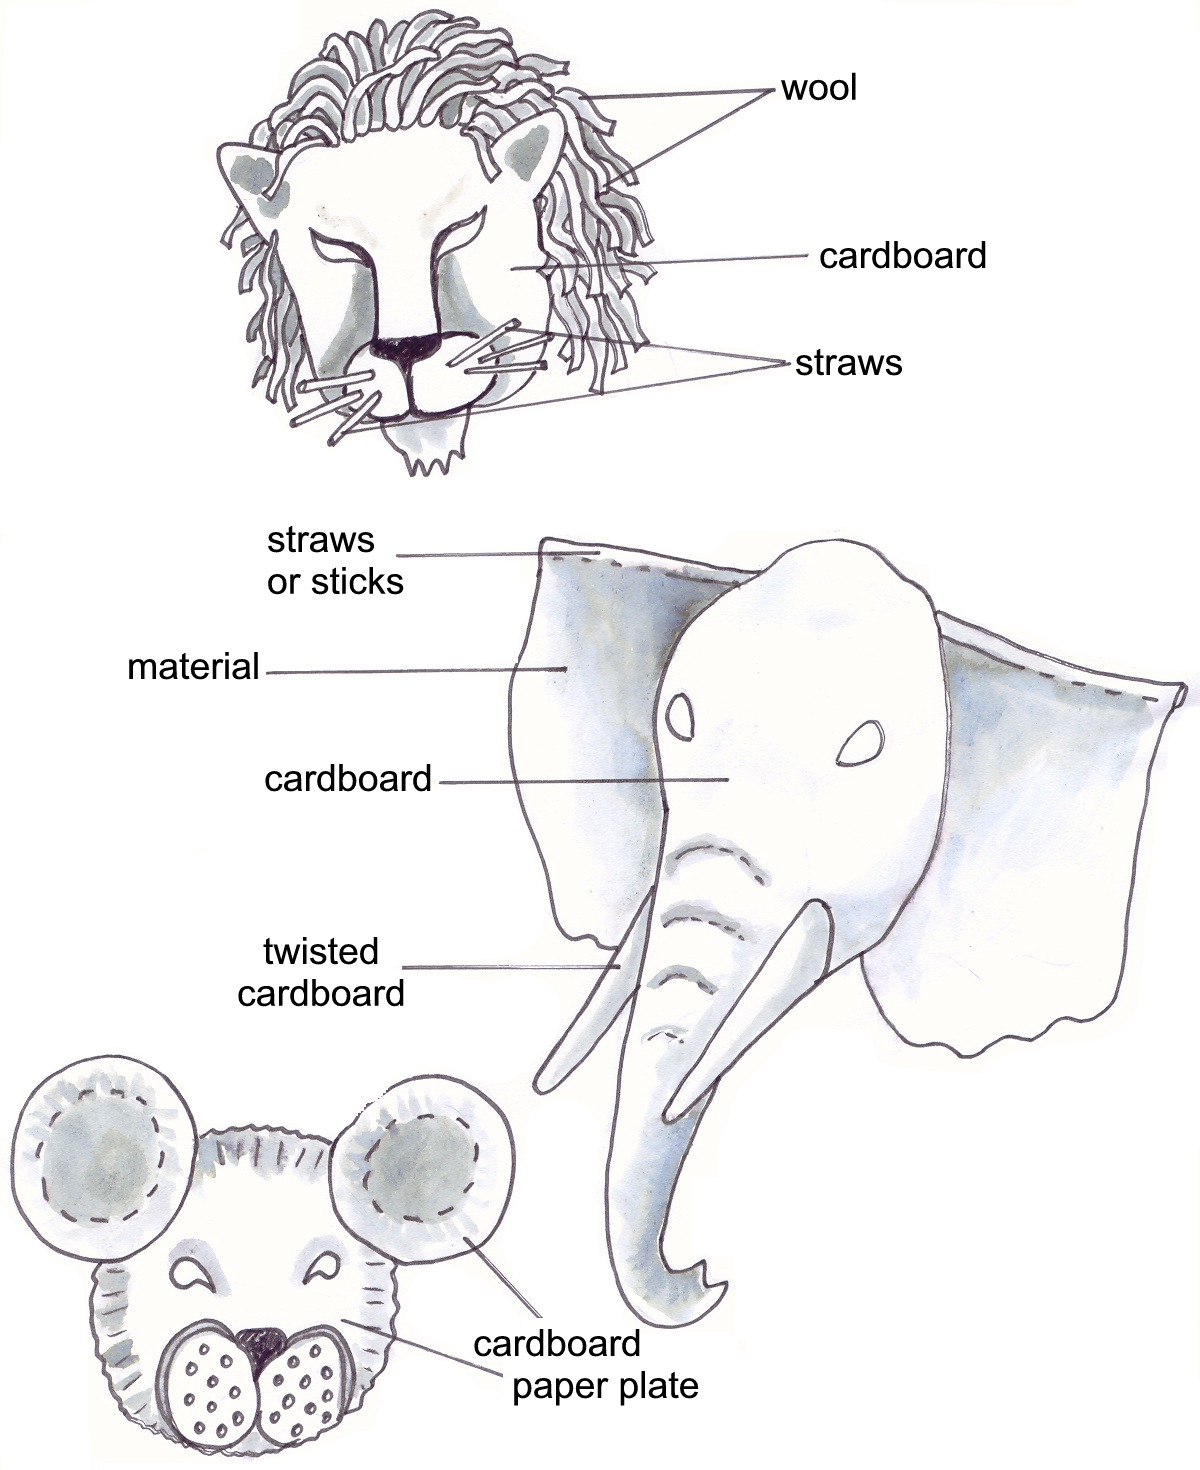 wool
cardboard
straws
straws
or sticks
material
cardboard
twisted
cardboard
cardboard
paper plate